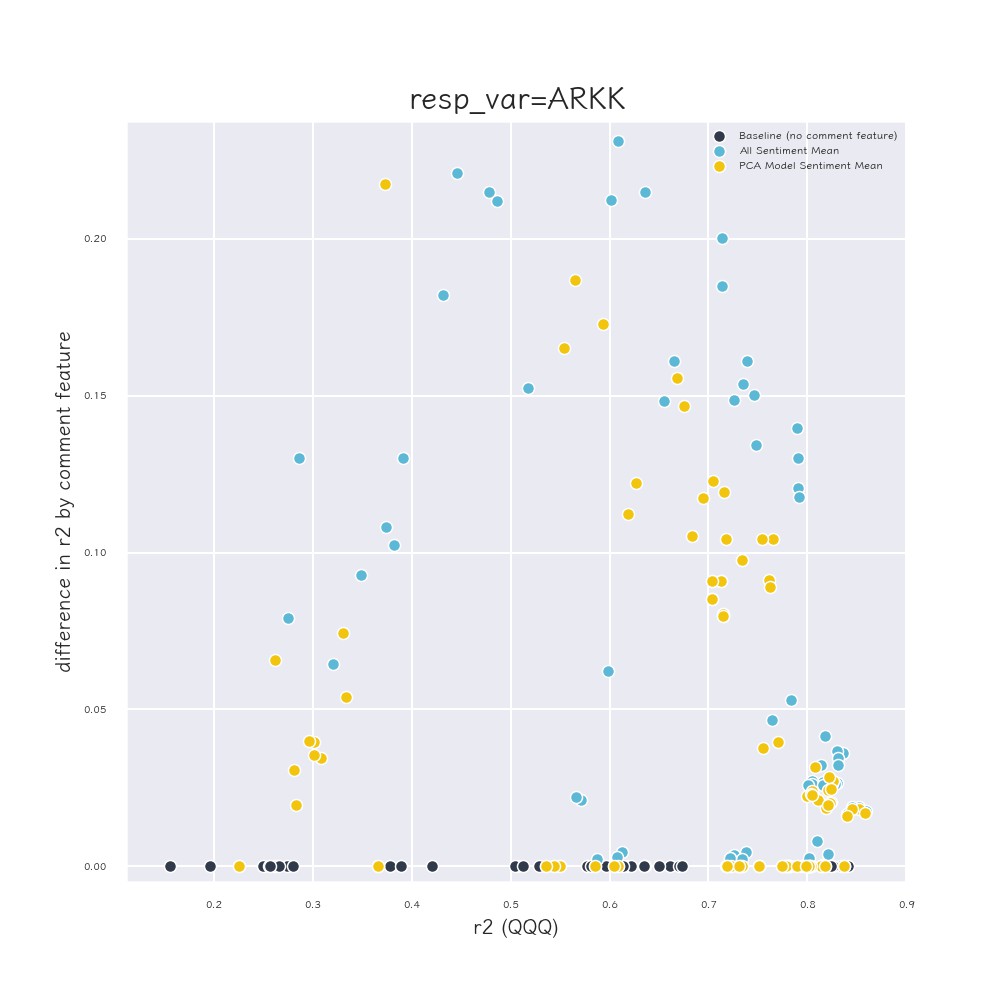 resp_var=ARKK
Baseline (no comment feature)
All Sentiment Mean
PCA Model Sentiment Mean
difference in r2 by comment feature
0.20
0.15
0.10
0.05
0.00
0.2 0.3 0.4 0.5 0.6 0.7 0.8 0.9
r2 (QQQ)